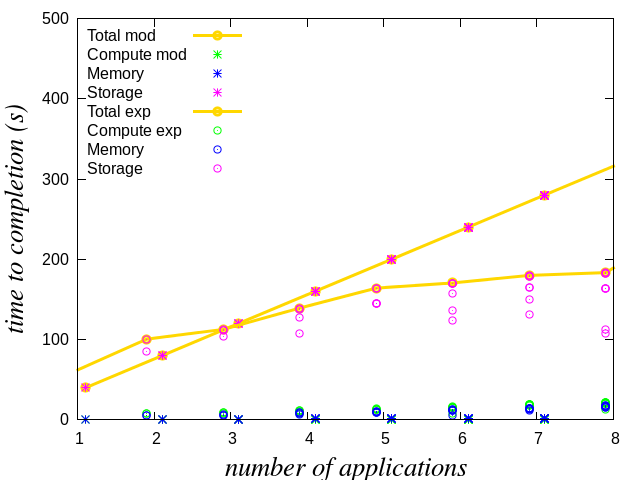 500
400
300
200
100
0
time to completion (s)
Total mod
Compute mod
Memory
Storage
Total exp
Compute exp
Memory
Storage
1 2 3 4 5 6 7 8
number of applications